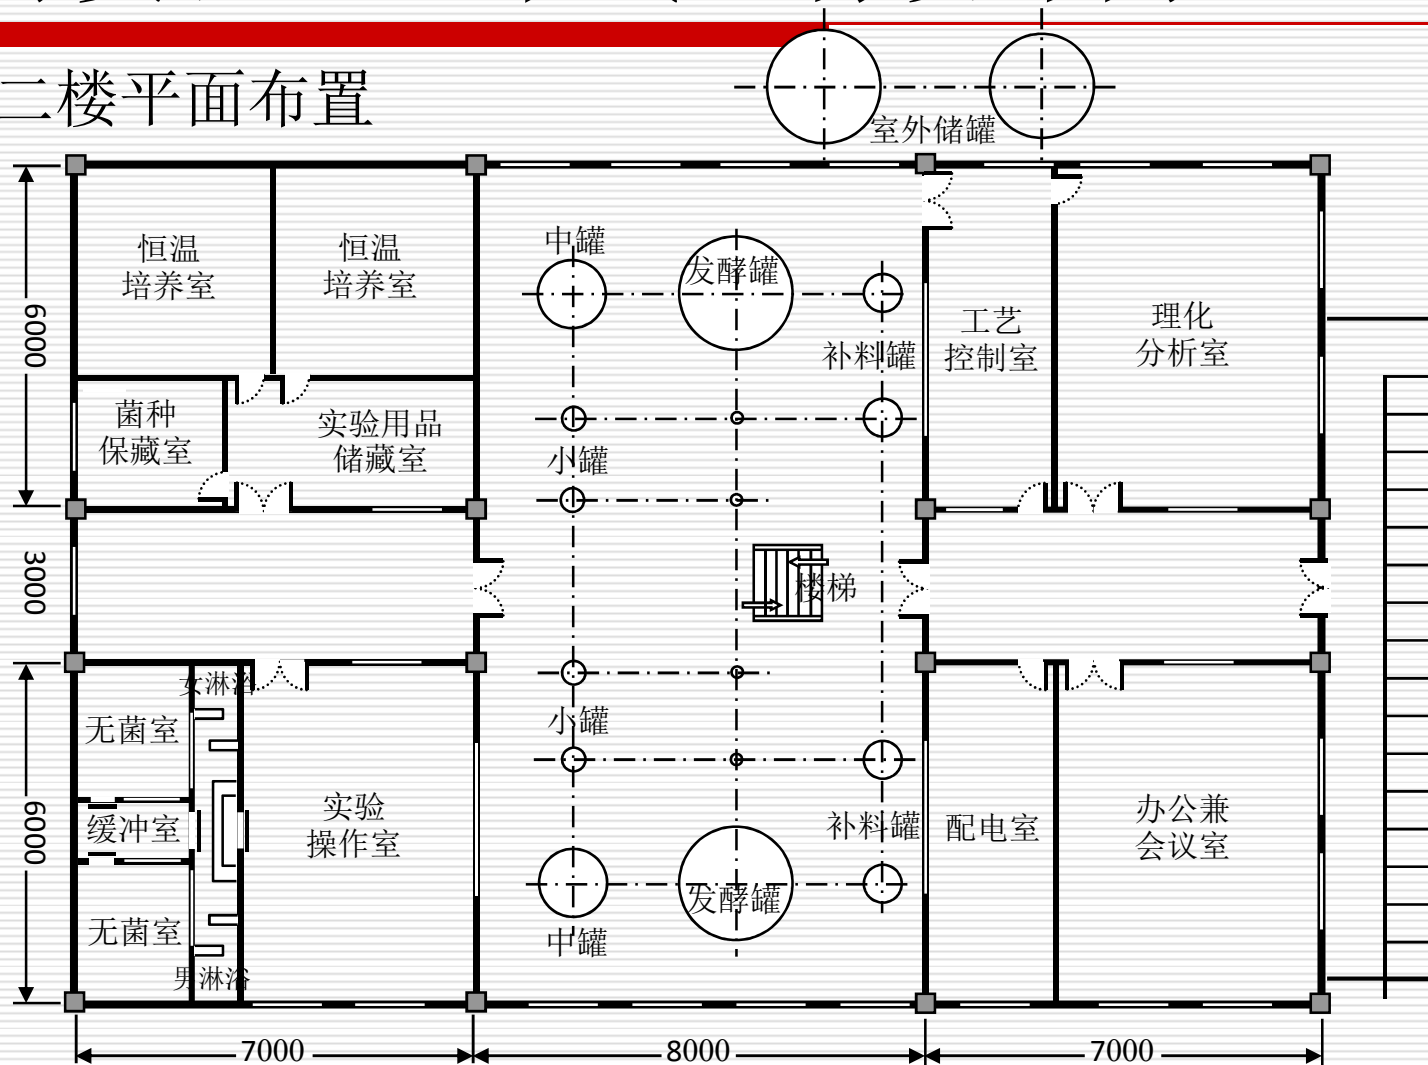 二楼平面布置
室外储罐
恒温
培养室
恒温
培养室
中罐
发酵罐
补料罐
工艺
控制室
理化
分析室
6000
菌种
保藏室
实验用品
储藏室
小罐
3000
楼梯
女淋浴
无菌室
小罐
缓冲室
实验
操作室
补料罐
配电室
办公兼
会议室
6000
无菌室
发酵罐
中罐
男淋浴
7000
8000
7000